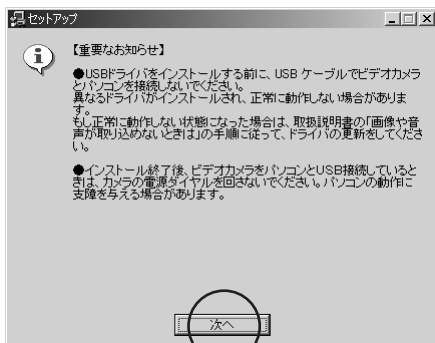 セットアップ
【重要なお知らせ】
●USBドライバをインストールする前に、USB ケーブルでビデオカメラ
とパソコンを接続しないでください。
異なるドライバがインストールされ、正常に動作しない場合がありま
す。
もし正常に動作しない状態になった場合は、取扱説明書の「画像や音
声が取り込めないときは」の手順に従って、ドライバの更新をしてくださ
い。
●インストール終了後、ビデオカメラをパソコンとUSB接続していると
きは、カメラの電源ダイヤルを回さないでください。パソコンの動作に
支障を与える場合があります。
次へ